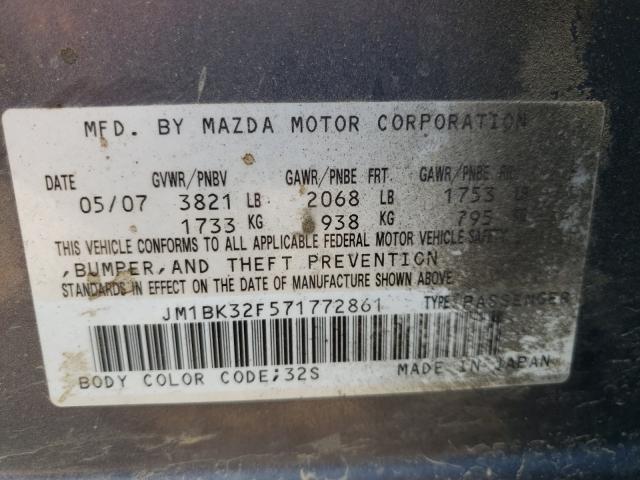 MFD. BY MAZDA MOTOR CORPORATION
DATE GVWR/PNBV GAWR/PNBE FRT. GAWR/PNBE
05/07 3821 LB 2068 LB 1753
1733 KG 938 KG 795
THIS VEHICLE CONFORMS TO ALL APPLICABLE FEDERAL MOTOR VEHICLE SAFETY
,BUMPER,AND THEFT PREVENTION
STANDARDS IN EFFECT ON THE DATE OF MANUFACTURE SHOWN ABOVE.
JM1BK32F571772861 TYPE: PASSENGER
BODY COLOR CODE;32S MADE IN JAPAN